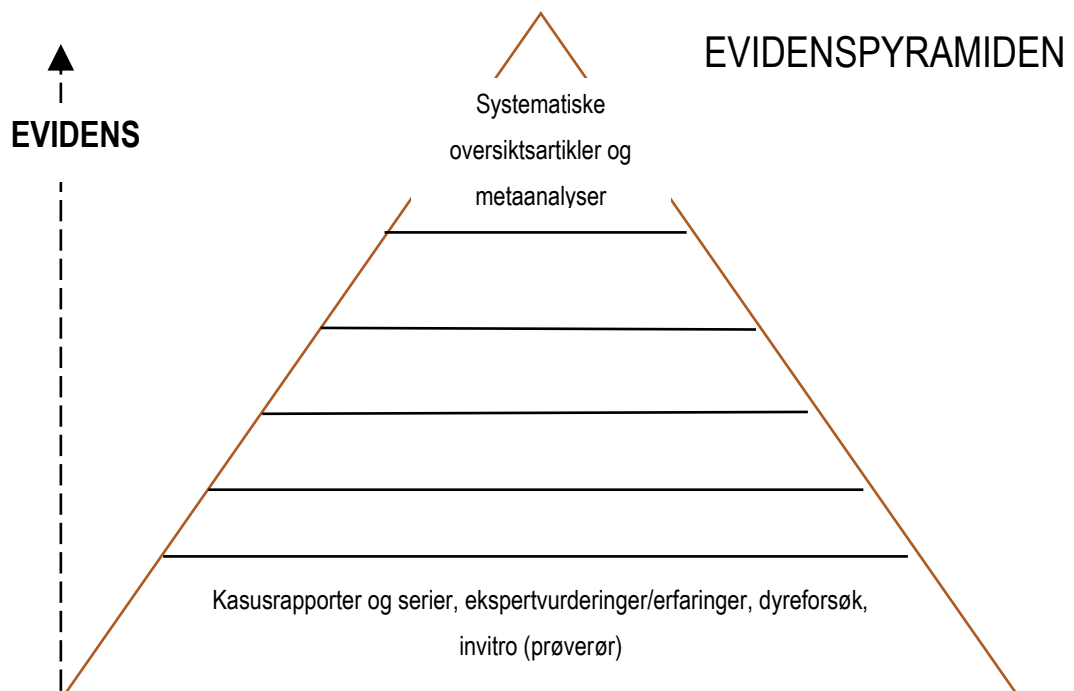 EVIDENSPYRAMIDEN
EVIDENS
Systematiske
oversiktsartikler og
metaanalyser
Kasusrapporter og serier, ekspertvurderinger/erfaringer, dyreforsøk,
invitro (prøverør)